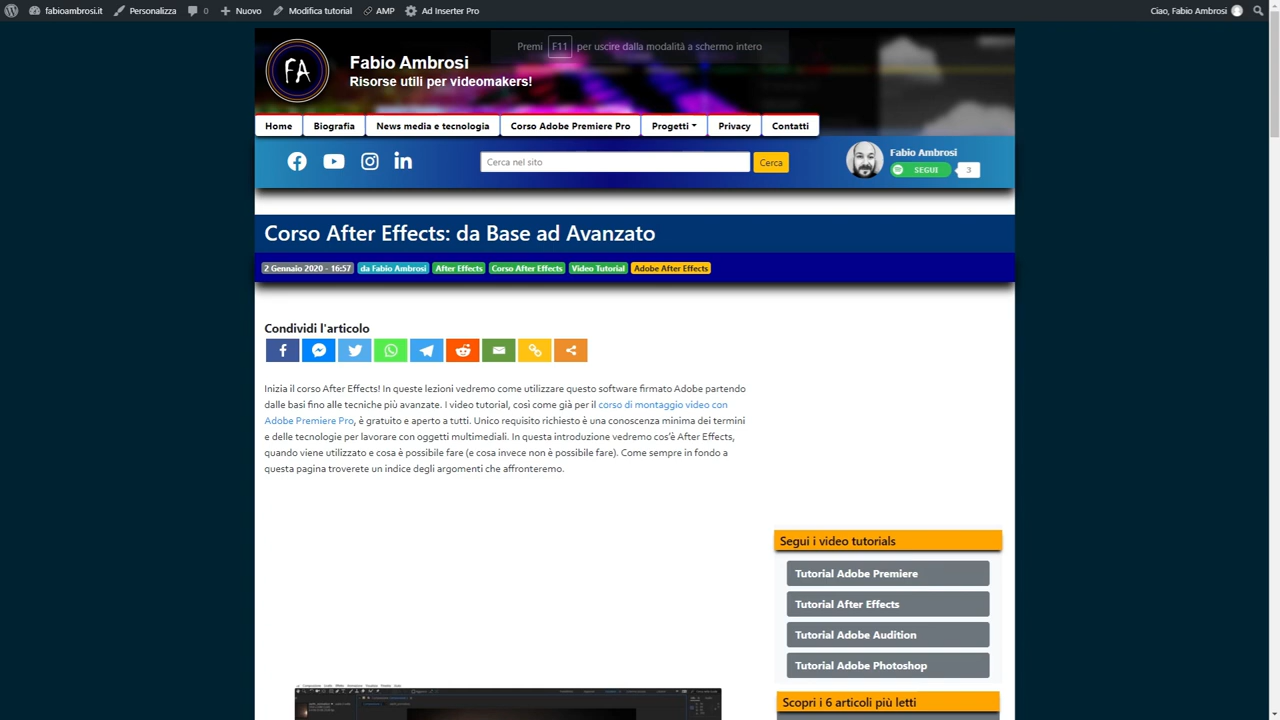 fabioambrosi.it Personalizza 0 Nuovo Modifica tutorial AMP Ad Inserter Pro Ciao, Fabio Ambrosi
Premi F11 per uscire dalla modalità a schermo intero
FA
Fabio Ambrosi
Risorse utili per videomakers!
Home Biografia News media e tecnologia Corso Adobe Premiere Pro Progetti Privacy Contatti
Cerca nel sito Cerca
Fabio Ambrosi
SEGUI 3
Corso After Effects: da Base ad Avanzato
2 Gennaio 2020 - 16:57 da Fabio Ambrosi After Effects Corso After Effects Video Tutorial Adobe After Effects
Condividi l'articolo
Inizia il corso After Effects! In queste lezioni vedremo come utilizzare questo software firmato Adobe partendo
dalle basi fino alle tecniche più avanzate. I video tutorial, così come già per il corso di montaggio video con
Adobe Premiere Pro, è gratuito e aperto a tutti. Unico requisito richiesto è una conoscenza minima dei termini
e delle tecnologie per lavorare con oggetti multimediali. In questa introduzione vedremo cos'è After Effects,
quando viene utilizzato e cosa è possibile fare (e cosa invece non è possibile fare). Come sempre in fondo a
questa pagina troverete un indice degli argomenti che affronteremo.
Segui i video tutorials
Tutorial Adobe Premiere
Tutorial After Effects
Tutorial Adobe Audition
Tutorial Adobe Photoshop
Scopri i 6 articoli più letti